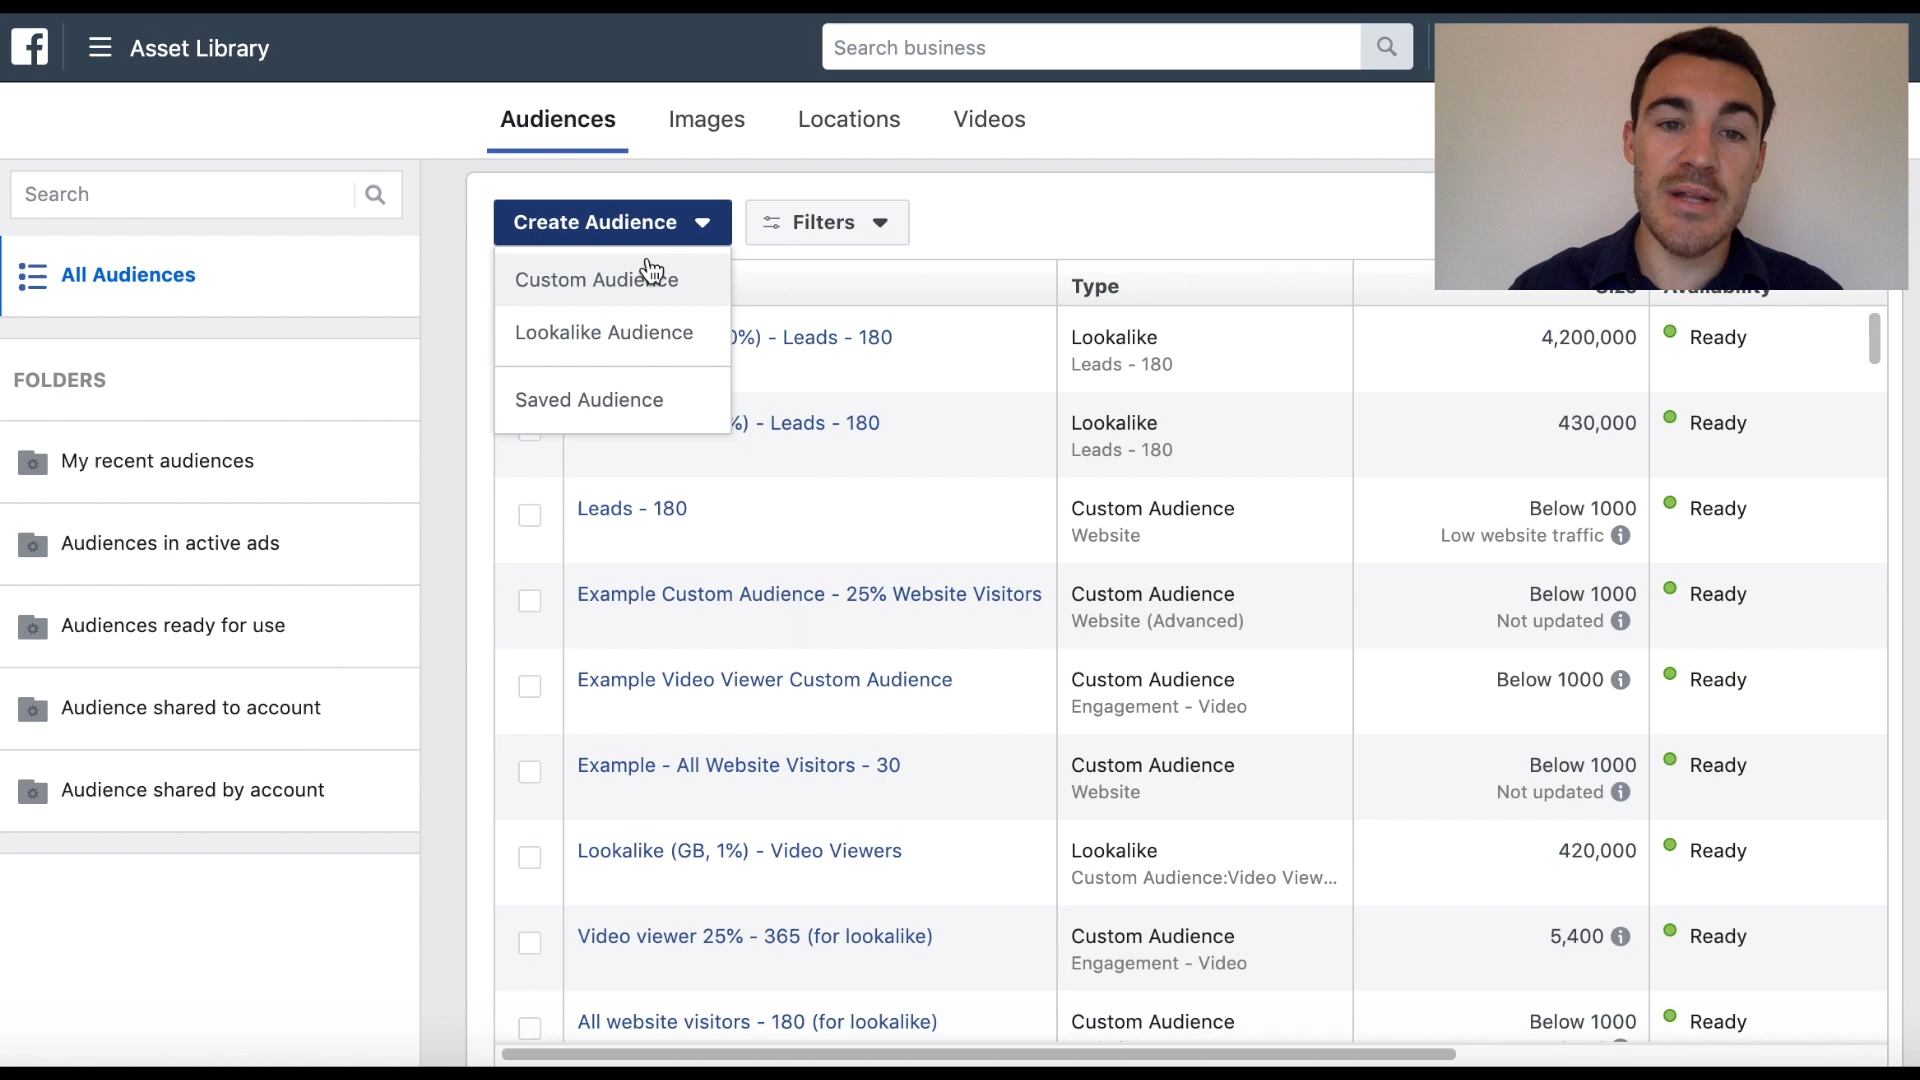 Asset Library
Search business
Audiences
Images
Locations
Videos
Search
All Audiences
FOLDERS
My recent audiences
Audiences in active ads
Audiences ready for use
Audience shared to account
Audience shared by account
Create Audience
Filters
Custom Audience
Lookalike Audience
Saved Audience
Type
0%) - Leads - 180
Lookalike
Leads - 180
4,200,000
Ready
%) - Leads - 180
Lookalike
Leads - 180
430,000
Ready
Leads - 180
Custom Audience
Website
Below 1000
Low website traffic
Ready
Example Custom Audience - 25% Website Visitors
Custom Audience
Website (Advanced)
Below 1000
Not updated
Ready
Example Video Viewer Custom Audience
Custom Audience
Engagement - Video
Below 1000
Ready
Example - All Website Visitors - 30
Custom Audience
Website
Below 1000
Not updated
Ready
Lookalike (GB, 1%) - Video Viewers
Lookalike
Custom Audience:Video View...
420,000
Ready
Video viewer 25% - 365 (for lookalike)
Custom Audience
Engagement - Video
5,400
Ready
All website visitors - 180 (for lookalike)
Custom Audience
Below 1000
Ready